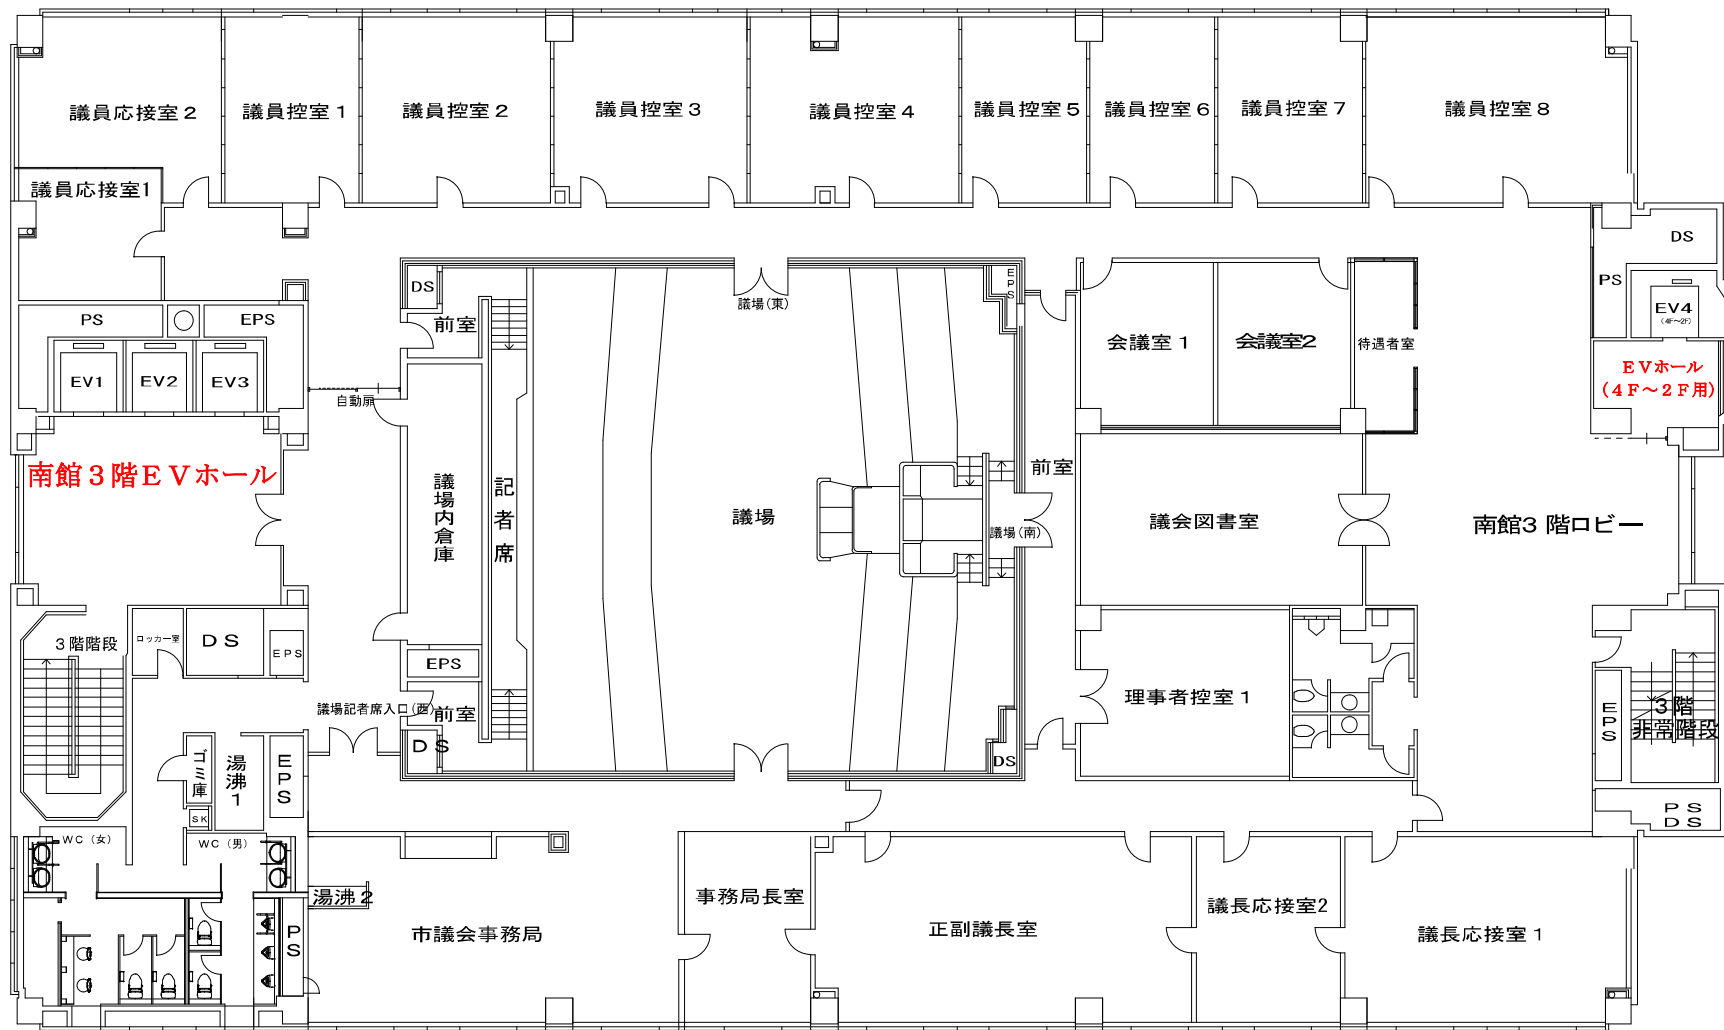 議員応接室２
議員控室１
議員控室２
議員控室３
議員控室４
議員控室５
議員控室６
議員控室７
議員控室８
議員応接室1
DS
PS
EV4
(4F～2F)
ＥＶホール
(４Ｆ～２Ｆ用)
PS
EPS
EV1
EV2
EV3
自動扉
DS
前室
議場(東)
EPS
会議室１
会議室2
待遇者室
南館３階ＥＶホール
議場内倉庫
記者席
議場
議場(南)
前室
議会図書室
南館3 階ロビー
３階階段
ロッカー室
ＤＳ
EPS
EPS
議場記者席入口(西)
前室
ＤＳ
DS
理事者控室１
EPS
３階
非常階段
ＰＳ
ＤＳ
ゴミ庫
湯沸1
EPS
SK
WC（女）
WC（男）
湯沸２
PS
市議会事務局
事務局長室
正副議長室
議長応接室2
議長応接室１